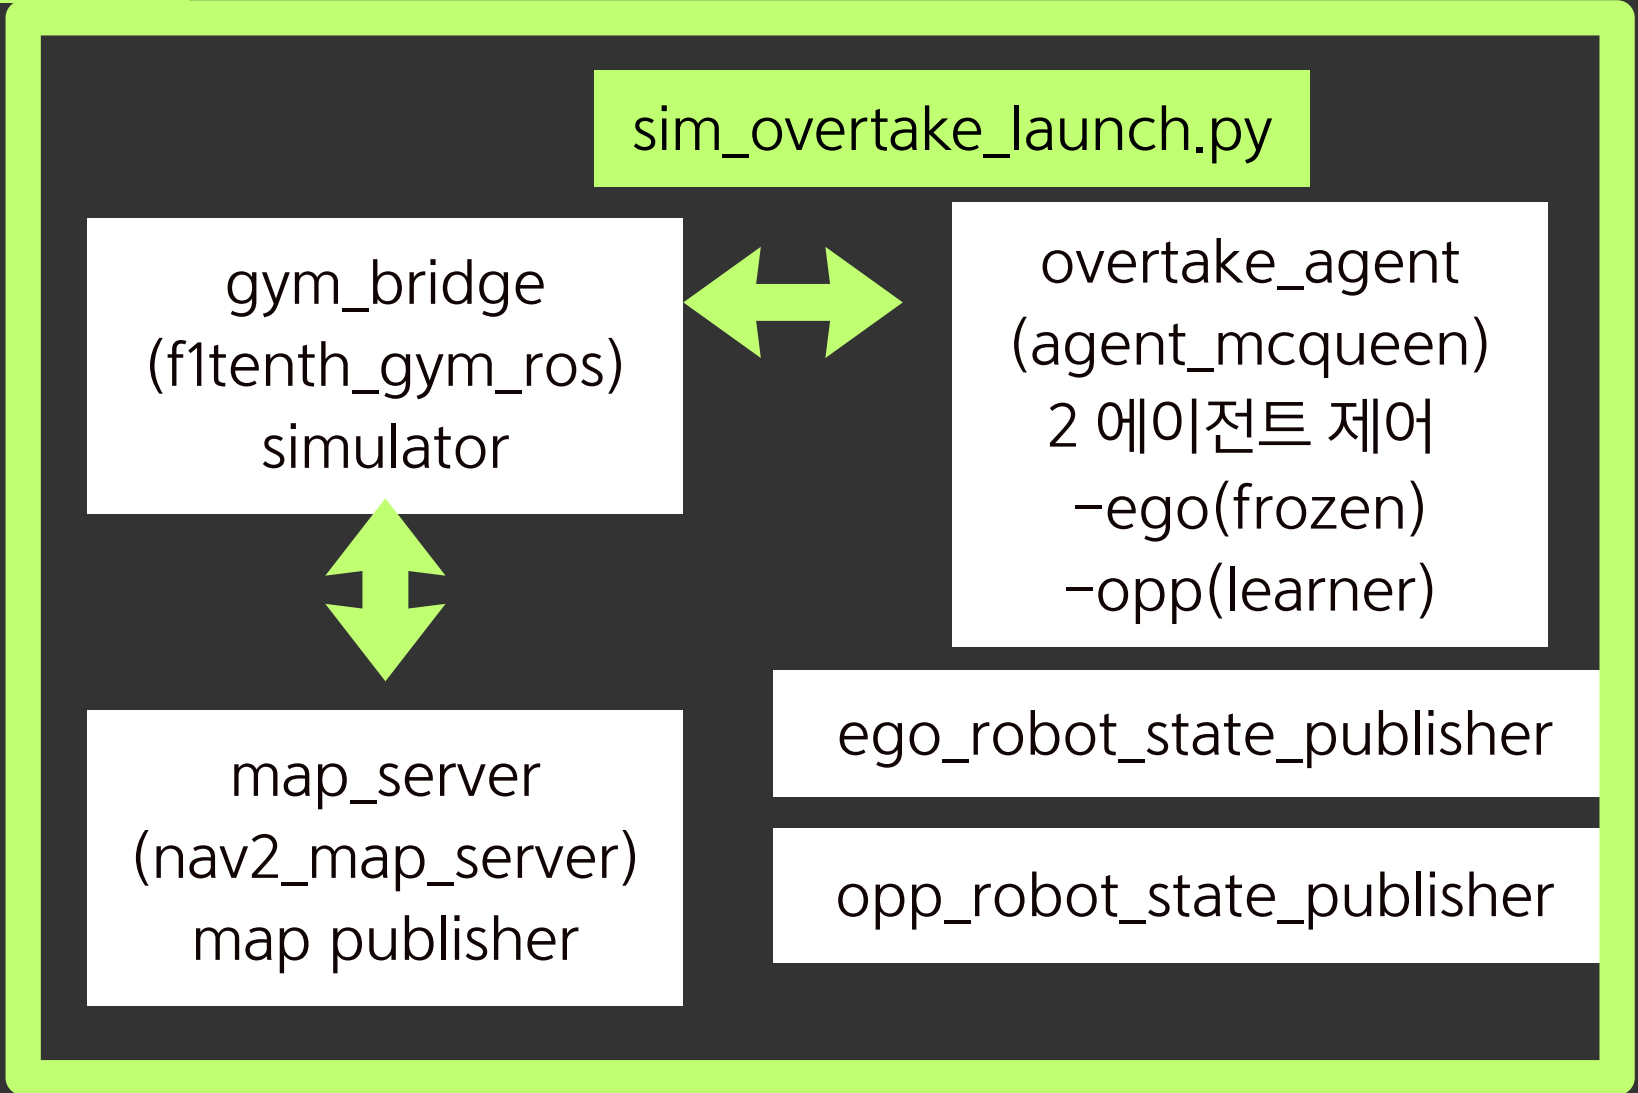 sim_overtake_launch.py
gym_bridge
(f1tenth_gym_ros)
simulator
overtake_agent
(agent_mcqueen)
2 에이전트 제어
-ego(frozen)
-opp(learner)
map_server
(nav2_map_server)
map publisher
ego_robot_state_publisher
opp_robot_state_publisher